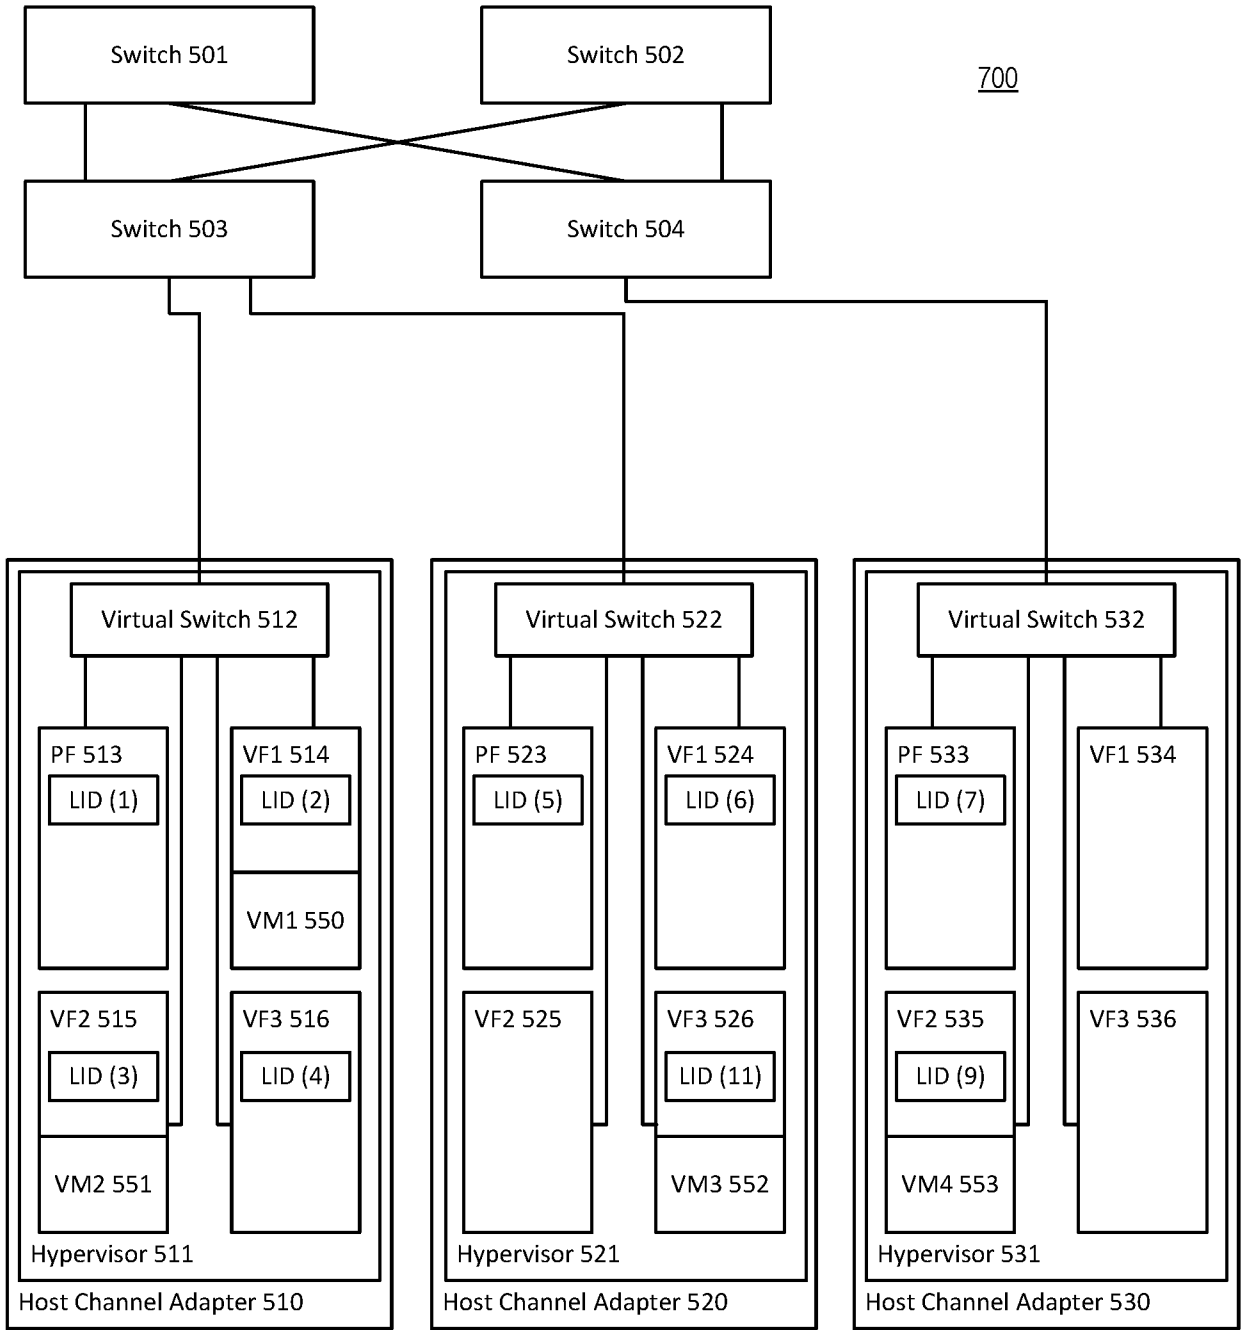 Switch 501
Switch 502
700
Switch 503
Switch 504
Virtual Switch 512
Virtual Switch 522
Virtual Switch 532
PF 513
LID (1)
VF1 514
LID (2)
VM1 550
VF2 515
LID (3)
VM2 551
VF3 516
LID (4)
Hypervisor 511
Host Channel Adapter 510
PF 523
LID (5)
VF1 524
LID (6)
VF2 525
VF3 526
LID (11)
VM3 552
Hypervisor 521
Host Channel Adapter 520
PF 533
LID (7)
VF1 534
VF2 535
LID (9)
VM4 553
VF3 536
Hypervisor 531
Host Channel Adapter 530